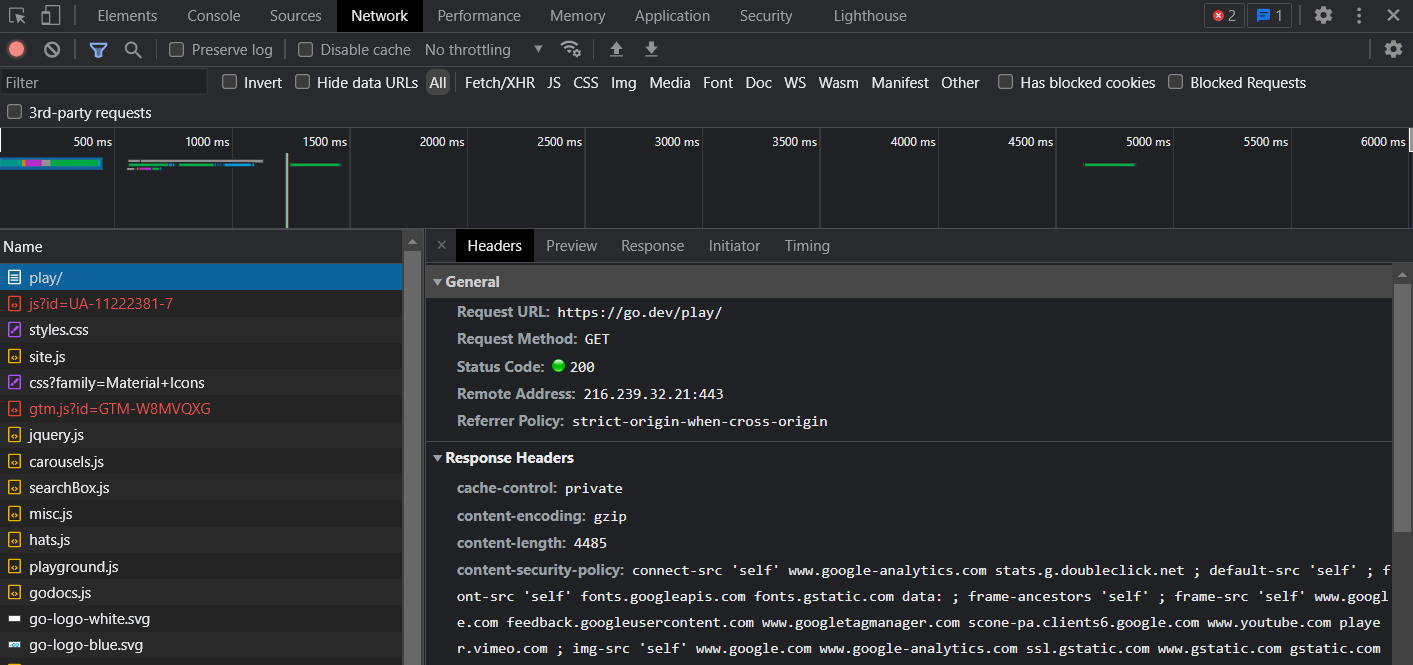 Elements Console Sources Network Performance Memory Application Security Lighthouse 2 1
Preserve log Disable cache No throttling
Filter Invert Hide data URLs All Fetch/XHR JS CSS Img Media Font Doc WS Wasm Manifest Other Has blocked cookies Blocked Requests
3rd-party requests
500 ms 1000 ms 1500 ms 2000 ms 2500 ms 3000 ms 3500 ms 4000 ms 4500 ms 5000 ms 5500 ms 6000 ms
Name
play/
js?id=UA-11222381-7
styles.css
site.js
css?family=Material+Icons
gtm.js?id=GTM-W8MVQXG
jquery.js
carousels.js
searchBox.js
misc.js
hats.js
playground.js
godocs.js
go-logo-white.svg
go-logo-blue.svg
Headers Preview Response Initiator Timing
General
Request URL: https://go.dev/play/
Request Method: GET
Status Code: 200
Remote Address: 216.239.32.21:443
Referrer Policy: strict-origin-when-cross-origin
Response Headers
cache-control: private
content-encoding: gzip
content-length: 4485
content-security-policy: connect-src 'self' www.google-analytics.com stats.g.doubleclick.net ; default-src 'self' ; f
ont-src 'self' fonts.googleapis.com fonts.gstatic.com data: ; frame-ancestors 'self' ; frame-src 'self' www.googl
e.com feedback.googleusercontent.com www.googletagmanager.com scone-pa.clients6.google.com www.youtube.com playe
r.vimeo.com ; img-src 'self' www.google.com www.google-analytics.com ssl.gstatic.com www.gstatic.com gstatic.com